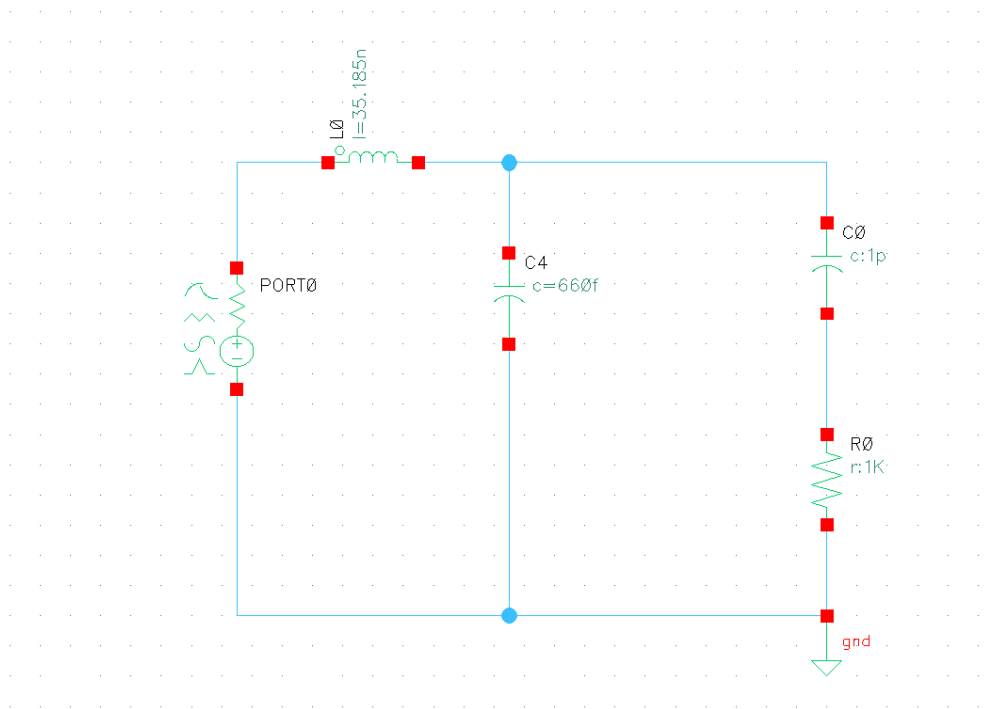 L0
l=35.185n
C0
c:1p
C4
c=660f
PORT0
R0
r:1K
gnd